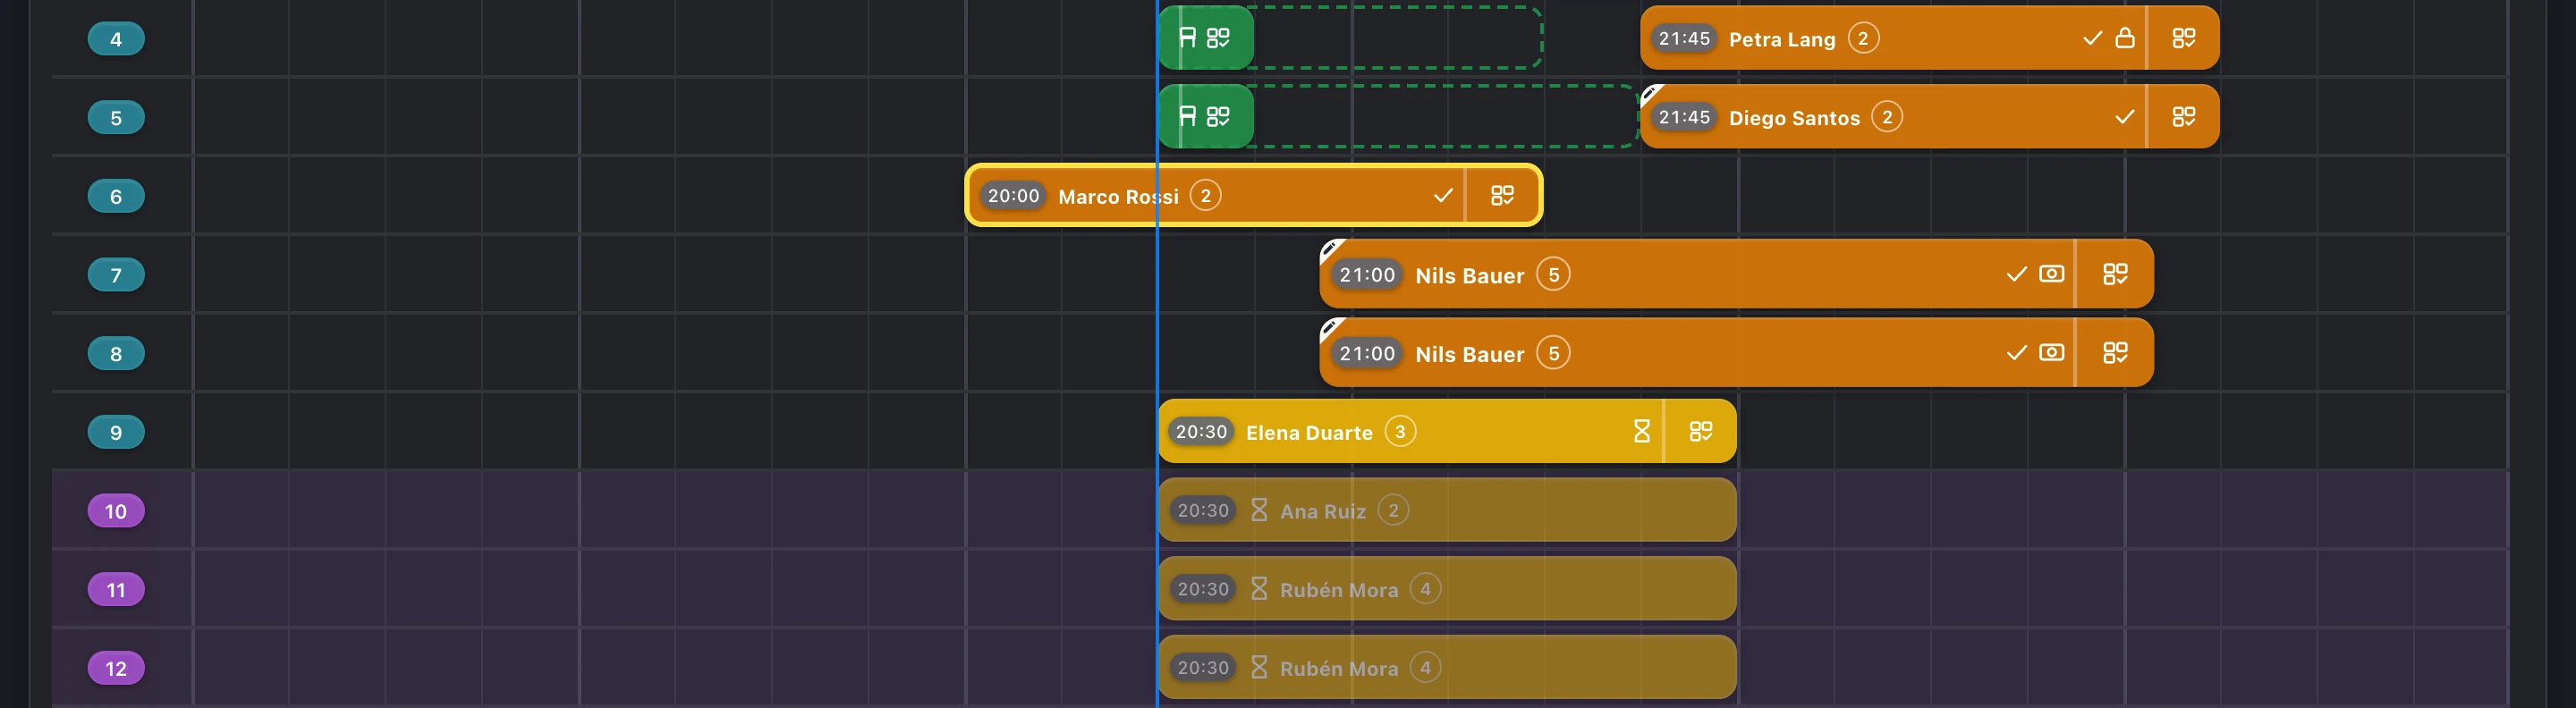 4 21:45 Petra Lang 2
5 21:45 Diego Santos 2
6 20:00 Marco Rossi 2
7 21:00 Nils Bauer 5
8 21:00 Nils Bauer 5
9 20:30 Elena Duarte 3
10 20:30 Ana Ruiz 2
11 20:30 Rubén Mora 4
12 20:30 Rubén Mora 4